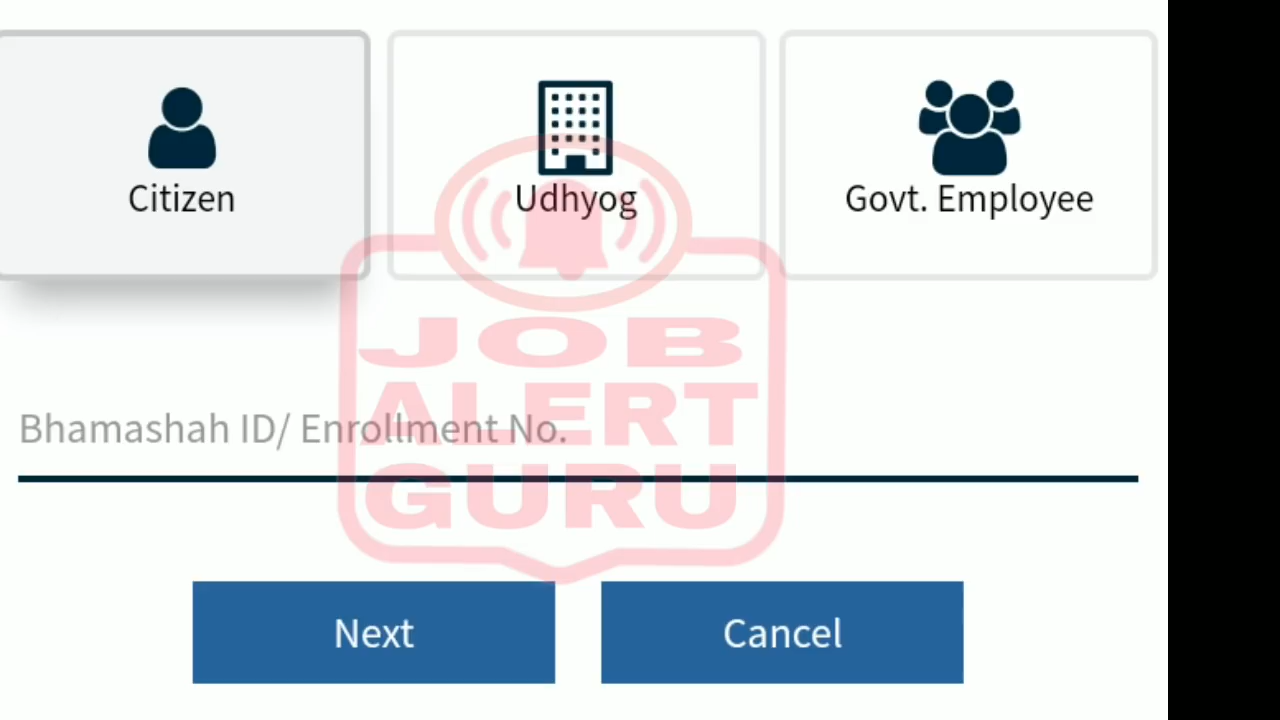 Citizen
Udhyog
Govt. Employee
JOB
ALERT
GURU
Bhamashah ID/ Enrollment No.
Next
Cancel